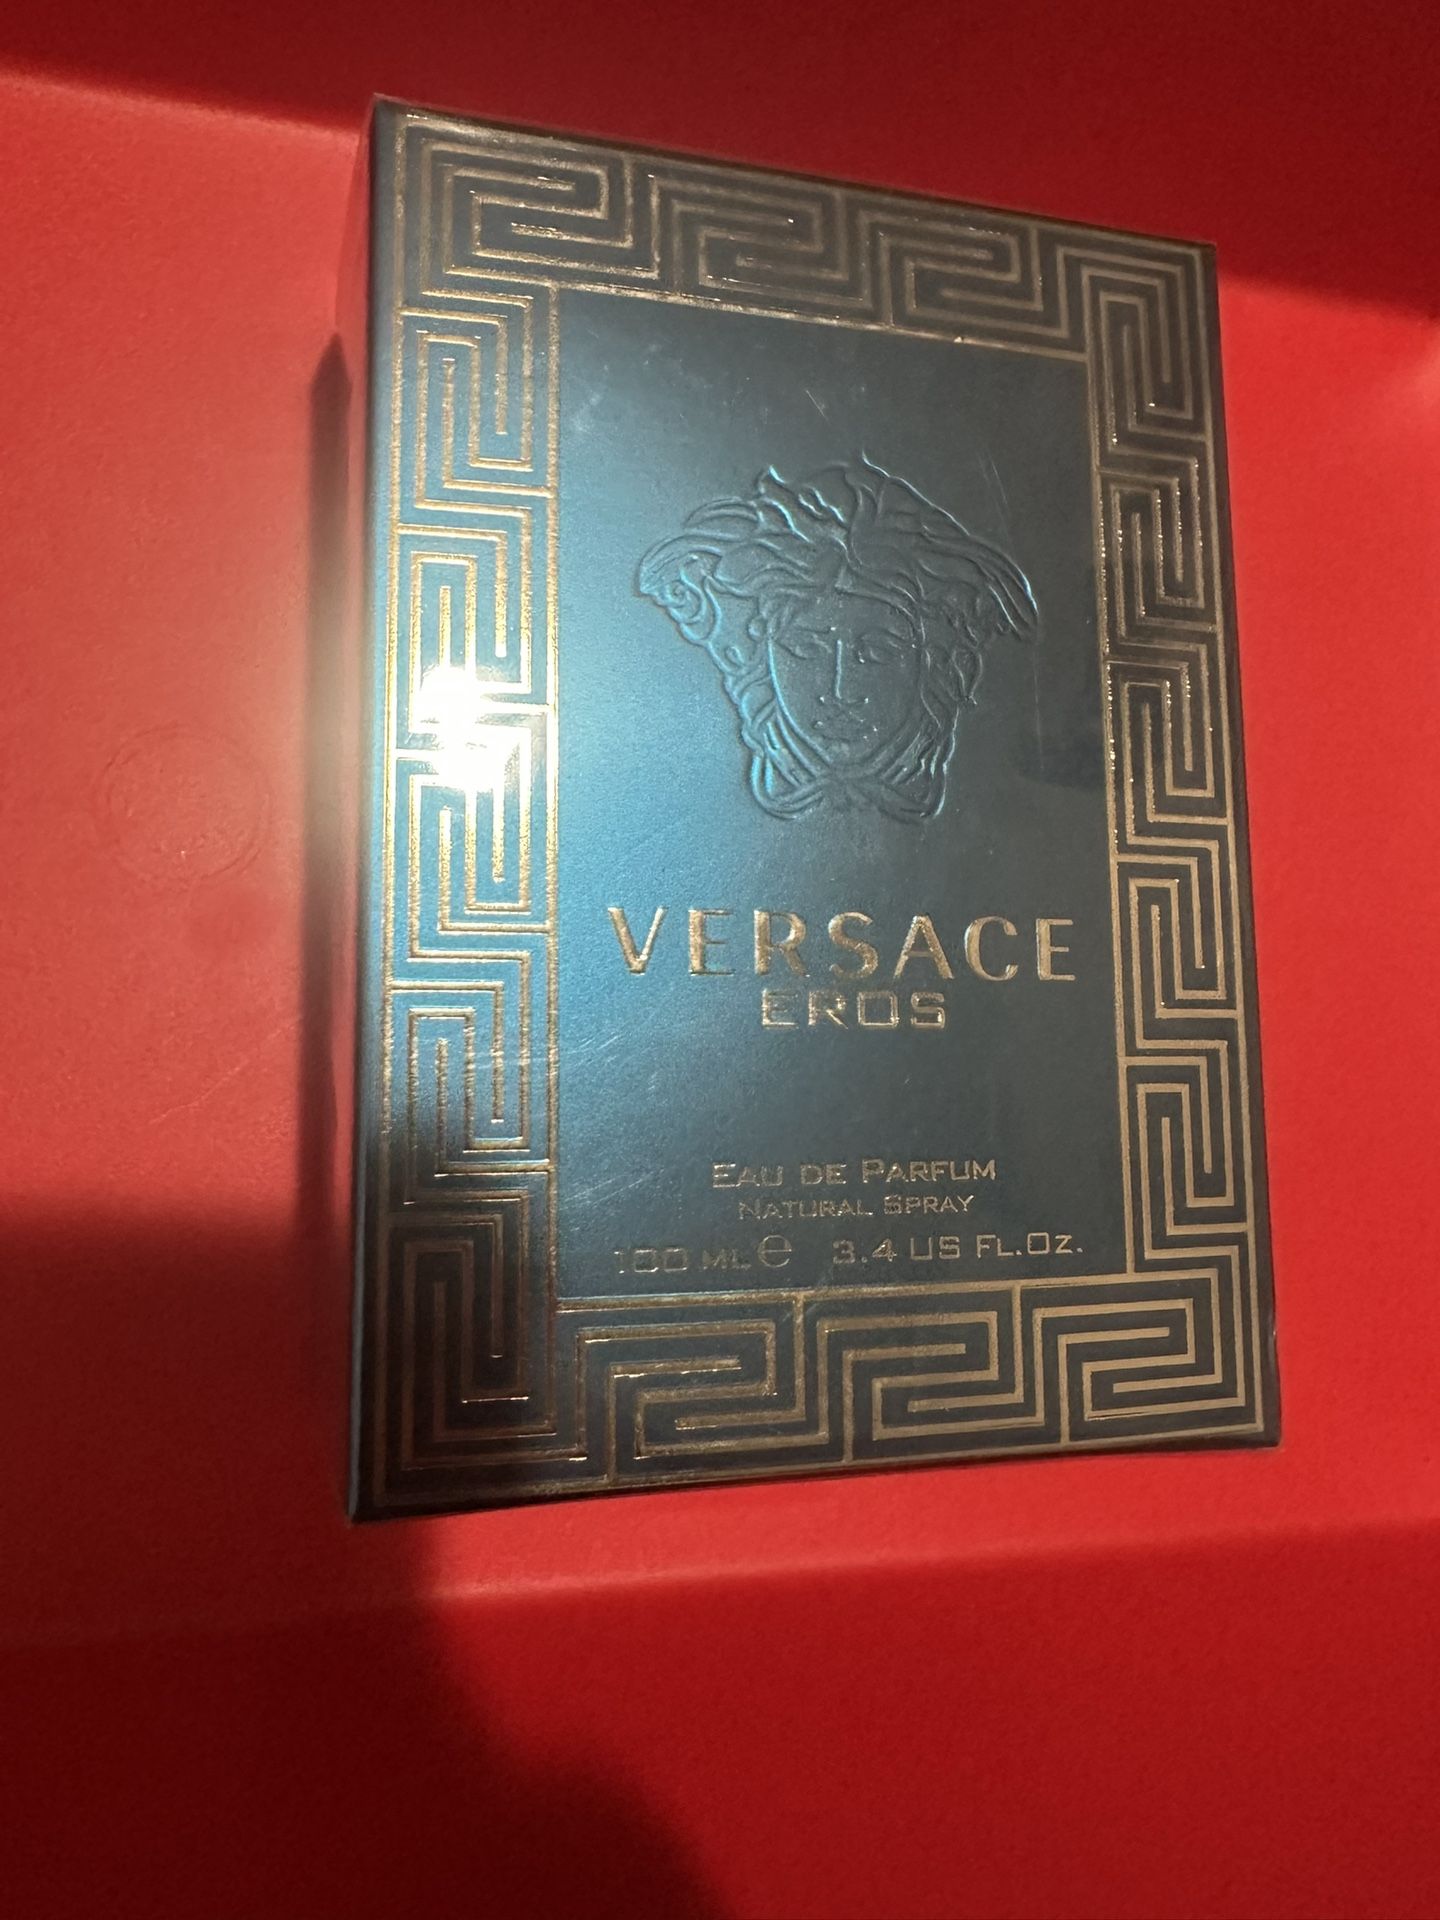 VERSACE
EROS
EAU DE PARFUM
NATURAL SPRAY
100 ML ℮ 3.4 US FL.OZ.